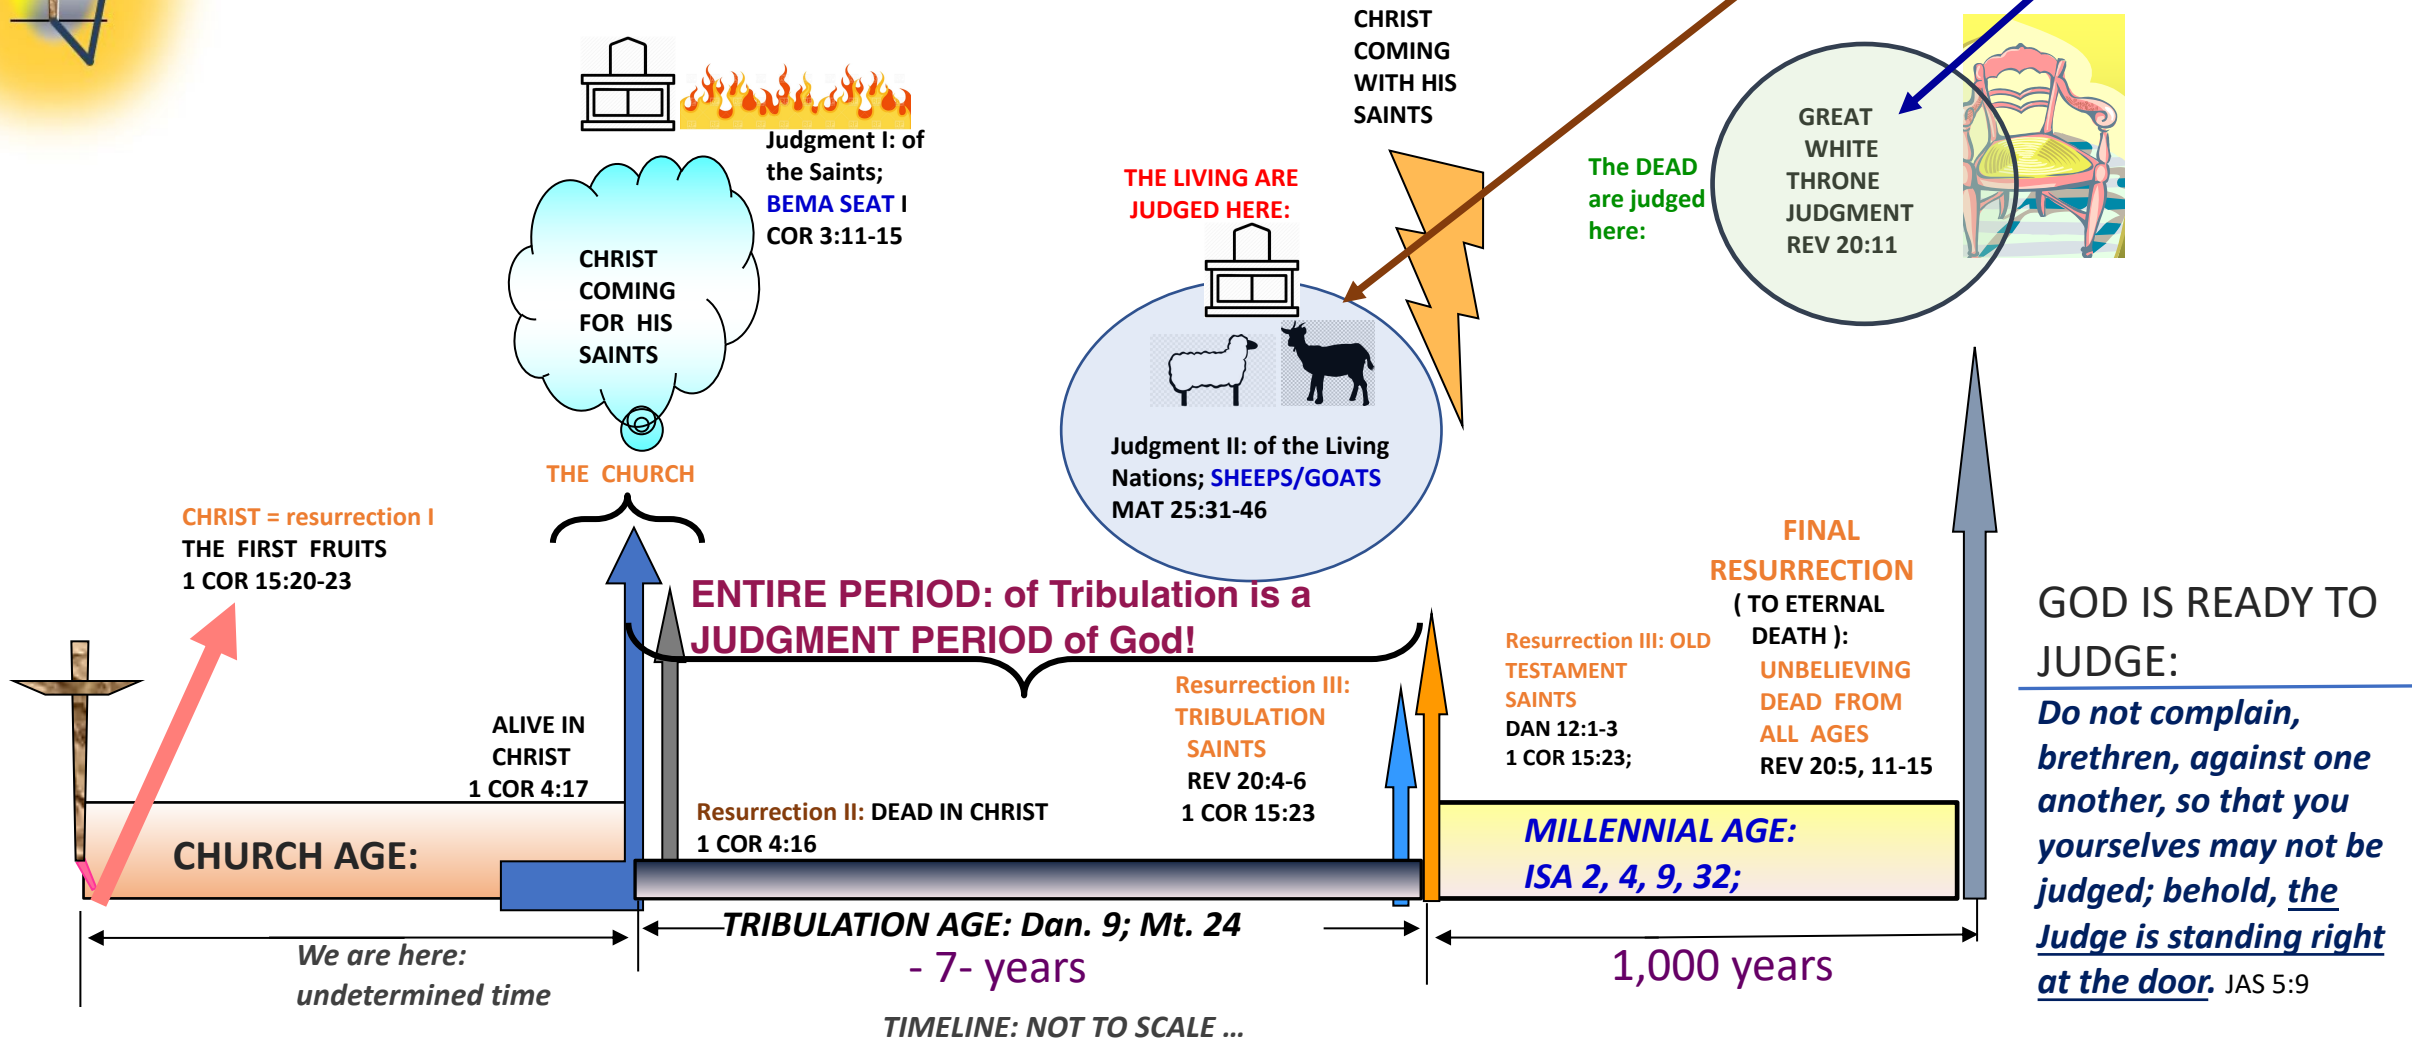 CHRIST
COMING
WITH HIS
SAINTS
Judgment I: of
the Saints;
BEMA SEAT I
COR 3:11-15
CHRIST
COMING
FOR HIS
SAINTS
THE CHURCH
THE LIVING ARE
JUDGED HERE:
Judgment II: of the Living
Nations; SHEEPS/GOATS
MAT 25:31-46
The DEAD
are judged
here:
GREAT
WHITE
THRONE
JUDGMENT
REV 20:11
CHRIST = resurrection I
THE FIRST FRUITS
1 COR 15:20-23
ENTIRE PERIOD: of Tribulation is a
JUDGMENT PERIOD of God!
ALIVE IN
CHRIST
1 COR 4:17
Resurrection II: DEAD IN CHRIST
1 COR 4:16
Resurrection III:
TRIBULATION
SAINTS
REV 20:4-6
1 COR 15:23
Resurrection III: OLD
TESTAMENT
SAINTS
DAN 12:1-3
1 COR 15:23;
FINAL
RESURRECTION
( TO ETERNAL
DEATH ):
UNBELIEVING
DEAD FROM
ALL AGES
REV 20:5, 11-15
CHURCH AGE:
MILLENNIAL AGE:
ISA 2, 4, 9, 32;
We are here:
undetermined time
TRIBULATION AGE: Dan. 9; Mt. 24
- 7- years
1,000 years
TIMELINE: NOT TO SCALE ...
GOD IS READY TO
JUDGE:
Do not complain,
brethren, against one
another, so that you
yourselves may not be
judged; behold, the
Judge is standing right
at the door. JAS 5:9